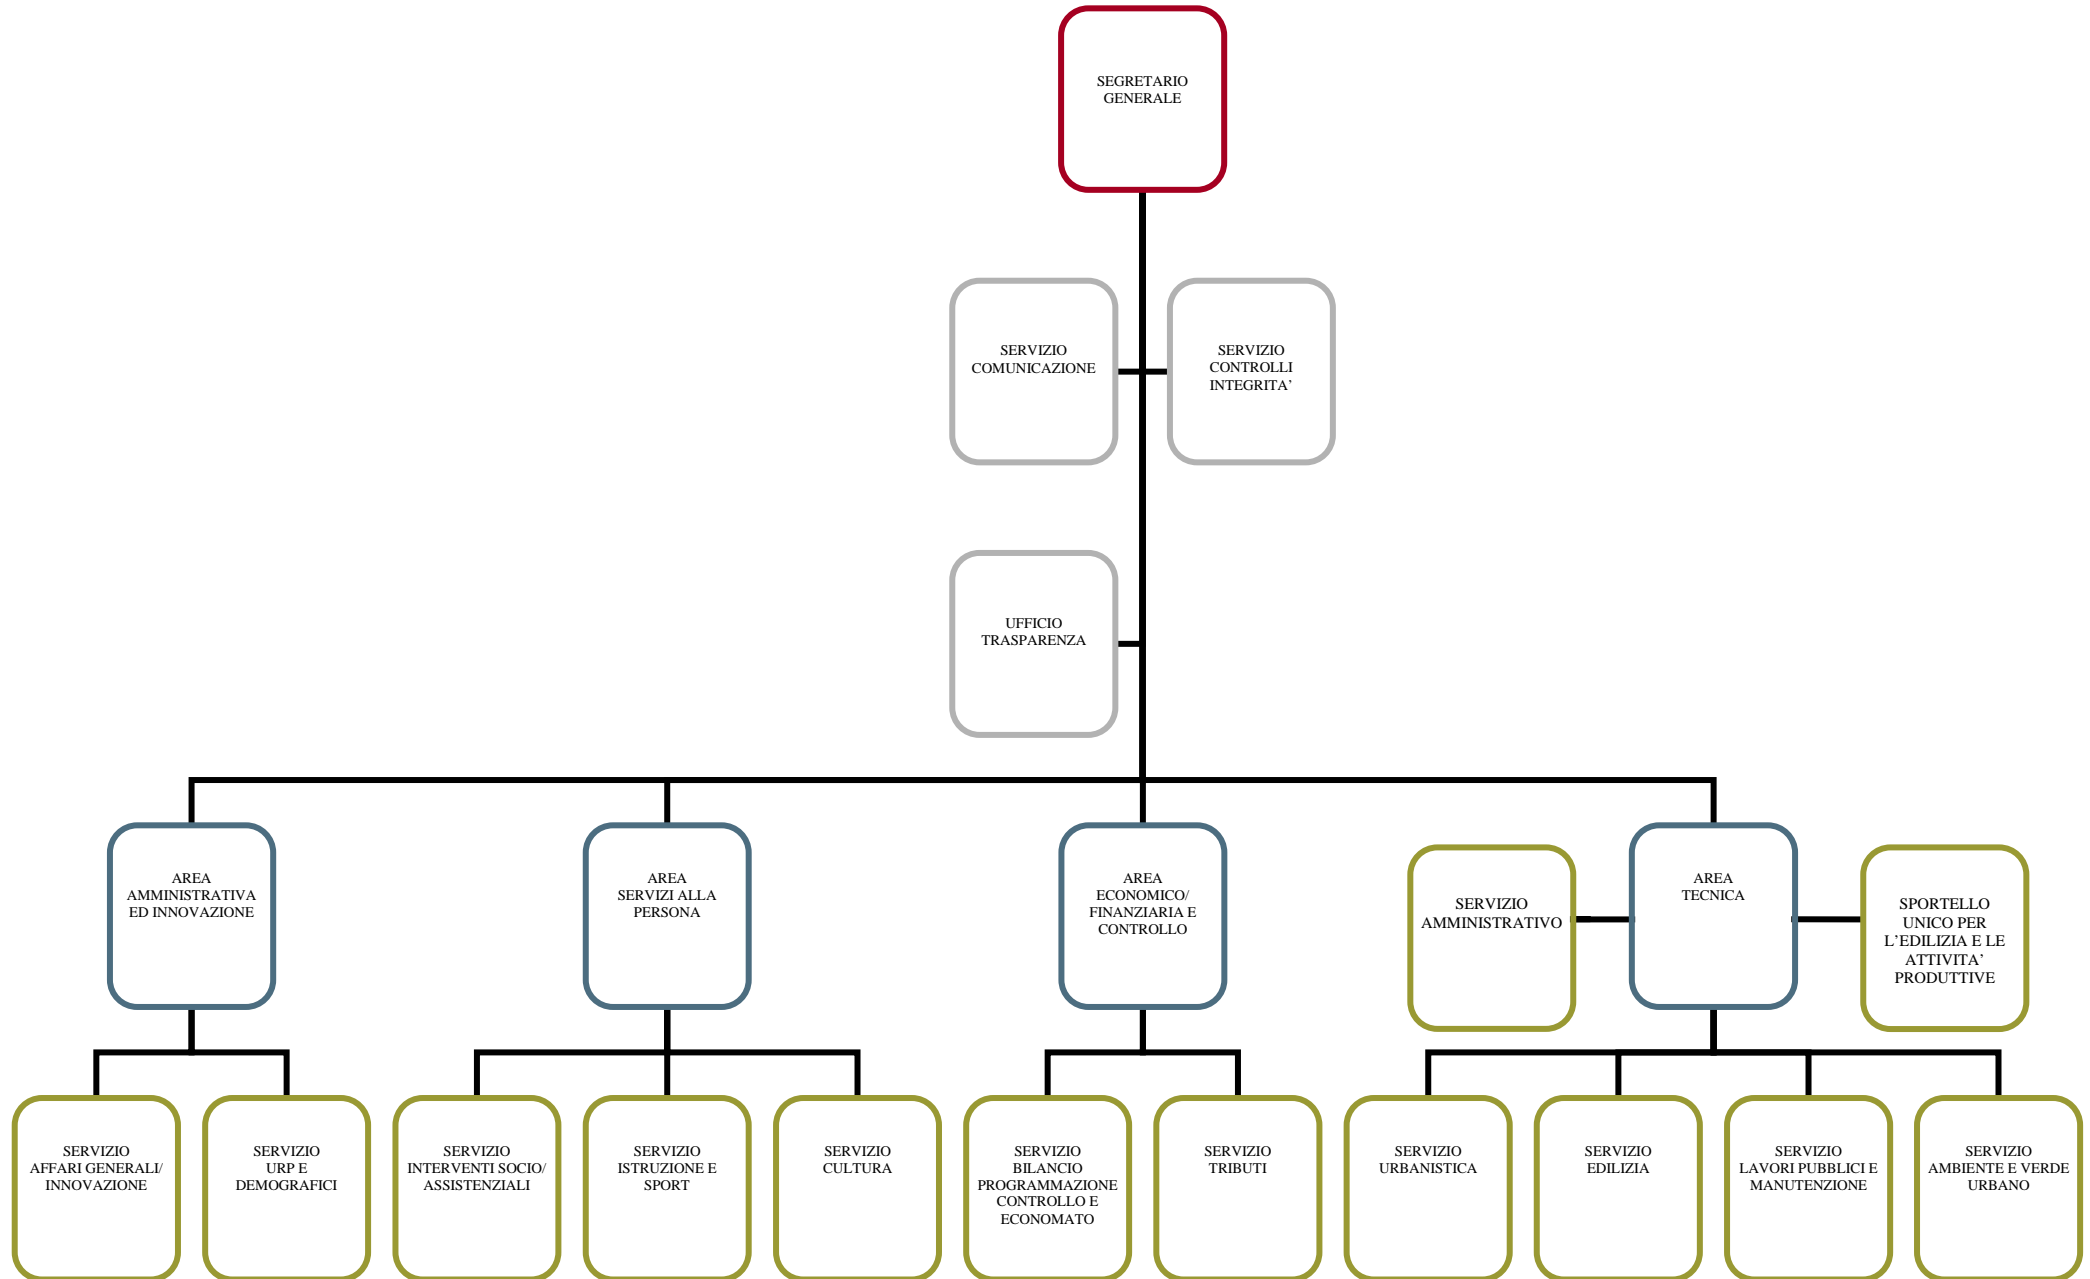 SEGRETARIO
GENERALE
SERVIZIO
COMUNICAZIONE
SERVIZIO
CONTROLLI
INTEGRITA’
UFFICIO
TRASPARENZA
AREA
AMMINISTRATIVA
ED INNOVAZIONE
AREA
SERVIZI ALLA
PERSONA
AREA
ECONOMICO/
FINANZIARIA E
CONTROLLO
SERVIZIO
AMMINISTRATIVO
AREA
TECNICA
SPORTELLO
UNICO PER
L’EDILIZIA E LE
ATTIVITA’
PRODUTTIVE
SERVIZIO
AFFARI GENERALI/
INNOVAZIONE
SERVIZIO
URP E
DEMOGRAFICI
SERVIZIO
INTERVENTI SOCIO/
ASSISTENZIALI
SERVIZIO
ISTRUZIONE E
SPORT
SERVIZIO
CULTURA
SERVIZIO
BILANCIO
PROGRAMMAZIONE
CONTROLLO E
ECONOMATO
SERVIZIO
TRIBUTI
SERVIZIO
URBANISTICA
SERVIZIO
EDILIZIA
SERVIZIO
LAVORI PUBBLICI E
MANUTENZIONE
SERVIZIO
AMBIENTE E VERDE
URBANO